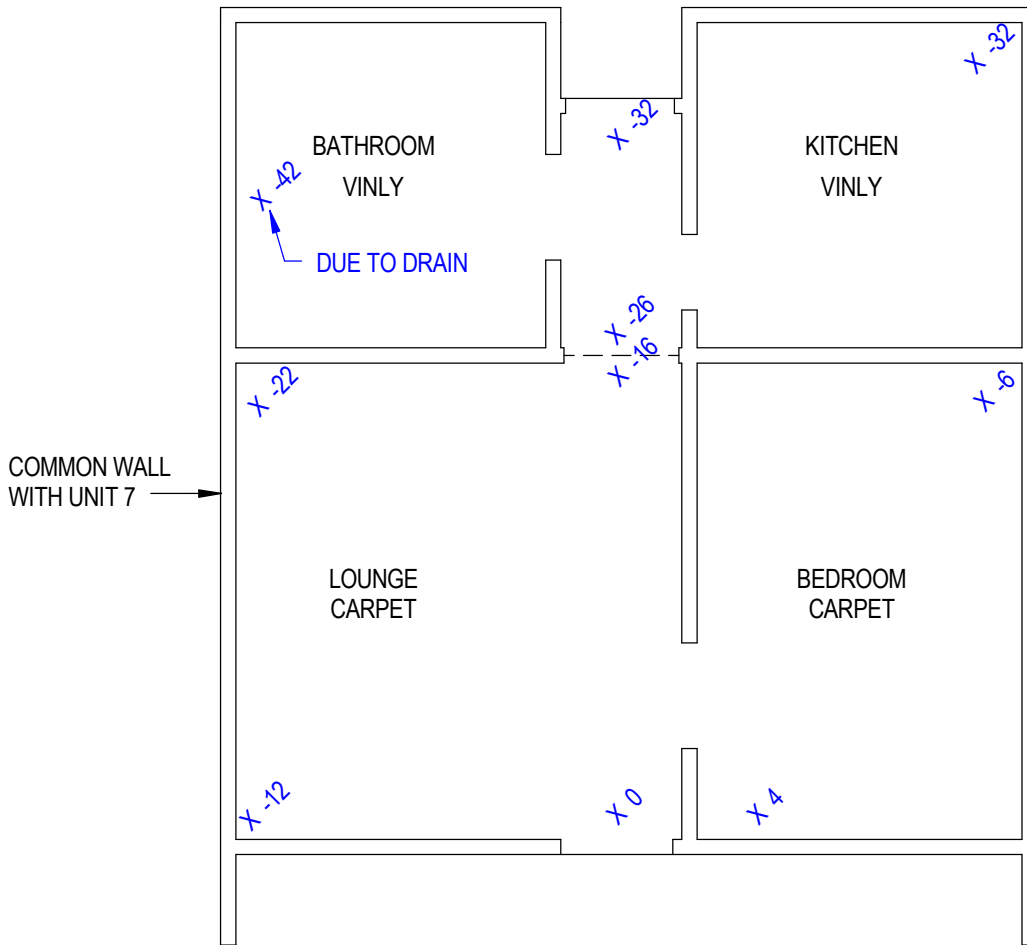 X -32
X -32
BATHROOM
VINLY
KITCHEN
VINLY
X -42
DUE TO DRAIN
X -26
X -16
X -22
X -6
COMMON WALL
WITH UNIT 7
LOUNGE
CARPET
BEDROOM
CARPET
X -12
X 0
X 4